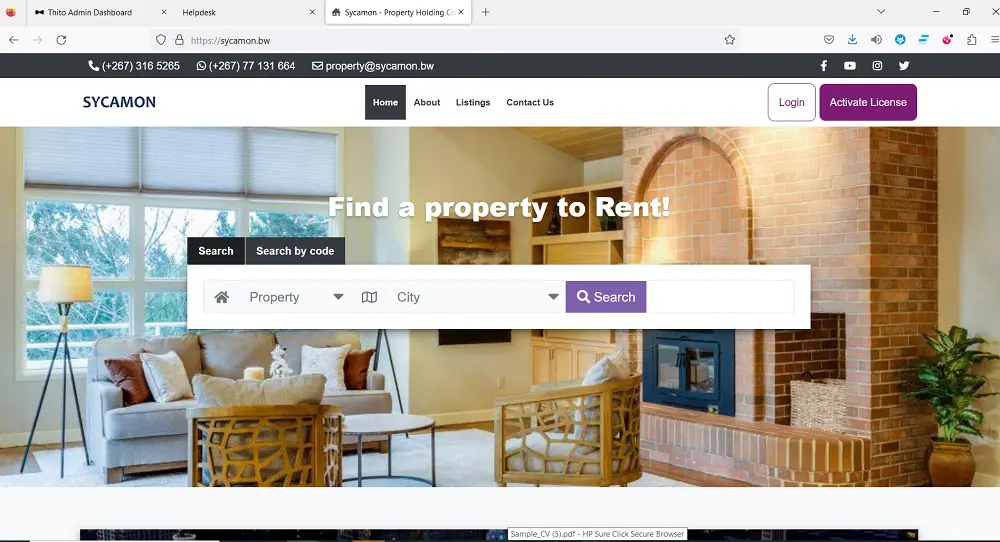 Thito Admin Dashboard
Helpdesk
Sycamon - Property Holding Co
https://sycamon.bw
(+267) 316 5265
(+267) 77 131 664
property@sycamon.bw
SYCAMON
Home
About
Listings
Contact Us
Login
Activate License
Find a property to Rent!
Search
Search by code
Property
City
Search
Sample_CV (5).pdf - HP Sure Click Secure Browser